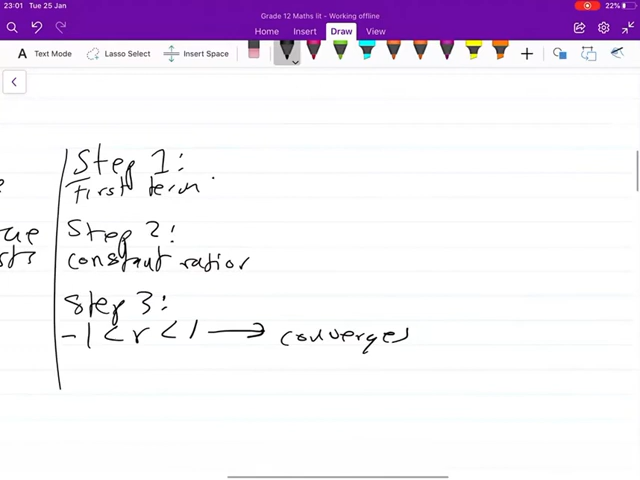 23:01 Tue 25 Jan
Grade 12 Maths lit - Working offline
22%
Home Insert Draw View
Text Mode Lasso Select Insert Space
Step 1:
First term
Step 2:
constant ratio r
Step 3:
-1 < r < 1 → converges